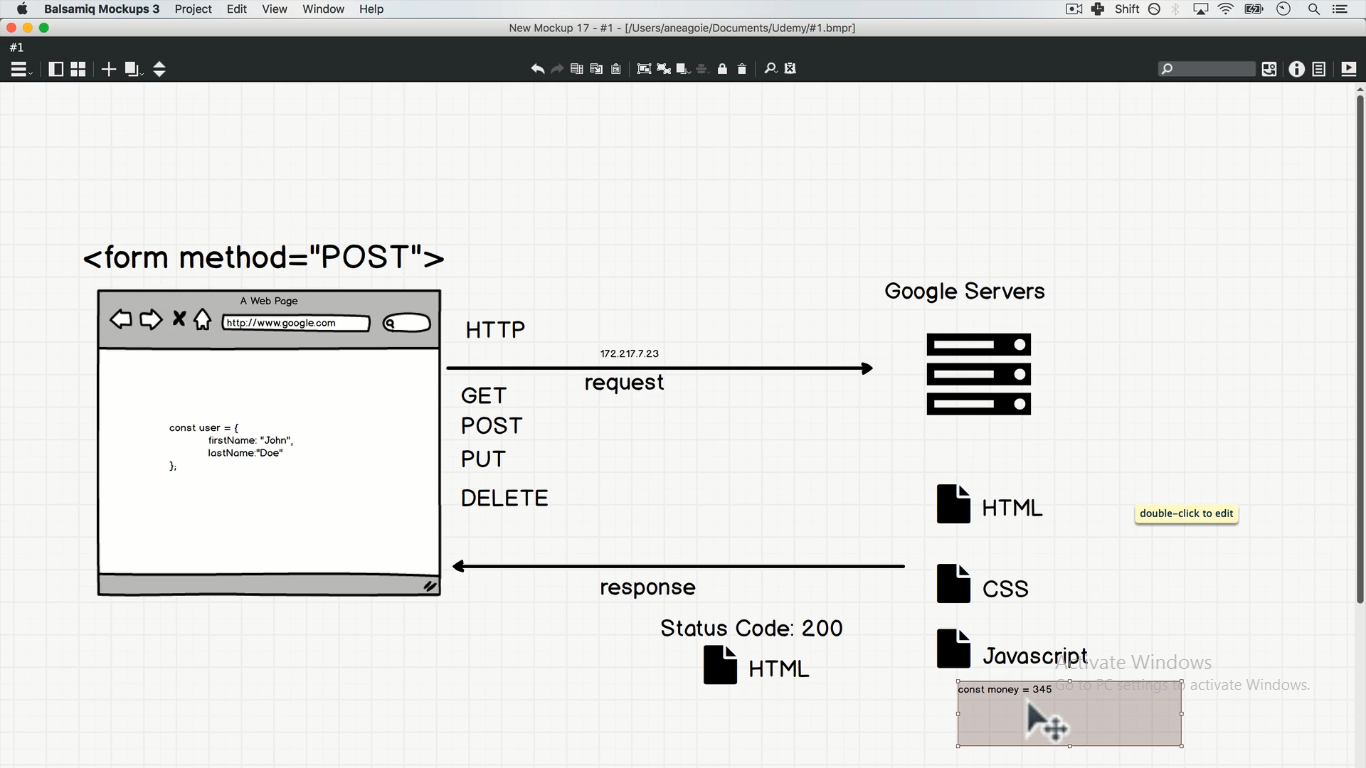 Balsamiq Mockups 3 Project Edit View Window Help Shift
New Mockup 17 - #1 - [/Users/aneagoie/Documents/Udemy/#1.bmpr]
#1
<form method="POST">
A Web Page
http://www.google.com
Google Servers
HTTP
172.217.7.23
request
GET
POST
PUT
DELETE
const user = {
firstName: "John",
lastName:"Doe"
};
HTML
double-click to edit
response
CSS
Status Code: 200
HTML
Javascript
Activate Windows
Go to PC settings to activate Windows.
const money = 345